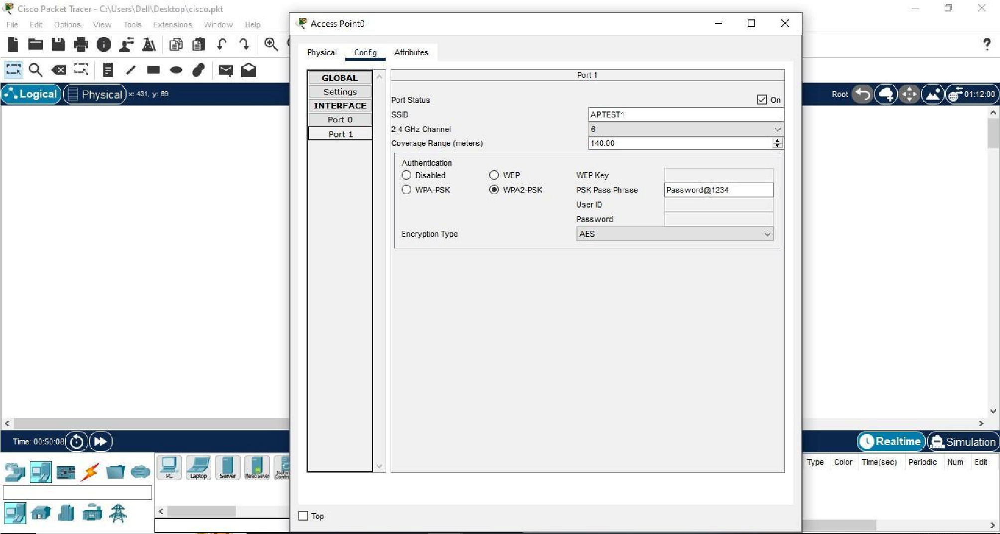 Cisco Packet Tracer - C:\Users\Dell\Desktop\cisco.pkt
File Edit Options View Tools Extensions Window Help
Logical Physical x: 431, y: 69
Root 01:12:00
Access Point0
Physical Config Attributes
GLOBAL
Settings
INTERFACE
Port 0
Port 1
Port 1
Port Status On
SSID AP.TEST1
2.4 GHz Channel 6
Coverage Range (meters) 140.00
Authentication
Disabled WEP WEP Key
WPA-PSK WPA2-PSK PSK Pass Phrase Password@1234
User ID
Password
Encryption Type AES
Top
Time: 00:50:08
Realtime Simulation
PC Laptop Server Meraki Server
Type Color Time(sec) Periodic Num Edit